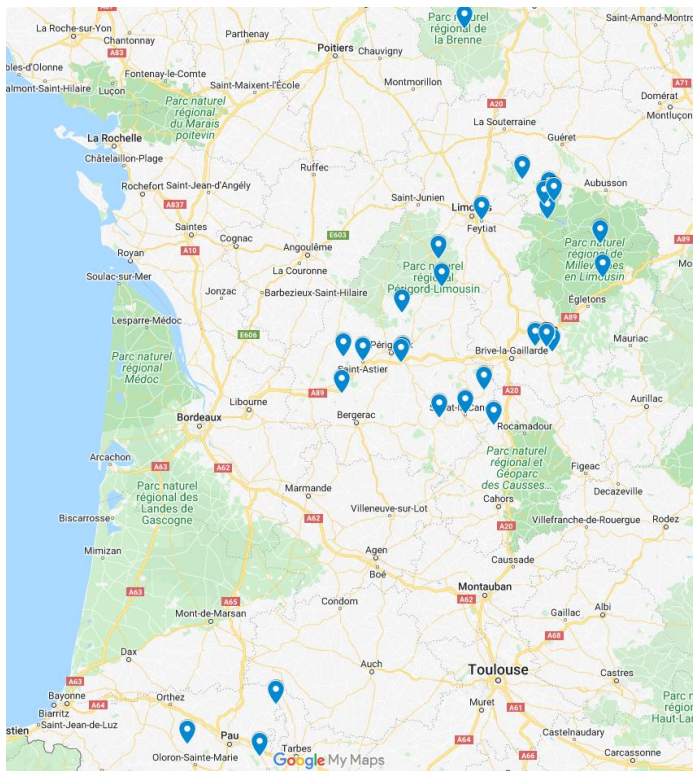 La Roche-sur-Yon
Parthenay
Parc naturel
régional de
la Brenne
Saint-Amand-Montro
Chantonnay
A83
Poitiers
Chauvigny
bles-d'Olonne
Fontenay-le-Comte
Saint-Maixent-l'École
Montmorillon
almont-Saint-Hilaire
Luçon
A71
A20
Domérat
Montluçon
Parc naturel
régional
du Marais
poitevin
La Souterraine
Guéret
La Rochelle
Châtelaillon-Plage
Ruffec
Rochefort
Saint-Jean-d'Angély
Saint-Junien
Aubusson
A837
Limo
Feytiat
Saintes
Cognac
E603
Angoulême
Royan
A10
La Couronne
Parc naturel
régional de
Millevaches
en Limousin
Soulac-sur-Mer
Jonzac
Barbezieux-Saint-Hilaire
Parc
régional
Périgord-Limousin
Égletons
A89
Lesparre-Médoc
E606
Mauriac
Parc naturel
régional
Médoc
Brive-la-Gaillarde
Saint-Astier
A89
Libourne
A20
Aurillac
Bergerac
Rocamadour
Bordeaux
Arcachon
A63
A62
Parc naturel
régional et
Géoparc
des Causses...
Figeac
Parc naturel
régional des
Landes de
Gascogne
Marmande
Decazeville
Biscarrosse
A62
Villeneuve-sur-Lot
Cahors
A20
Villefranche-de-Rouergue
Rodez
Mimizan
Agen
Boé
Caussade
A63
A65
Condom
Montauban
A62
Mont-de-Marsan
Gaillac
Albi
A68
Dax
Auch
Toulouse
Castres
A63
Bayonne
A64
Orthez
Muret
A61
Biarritz
Saint-Jean-de-Luz
Pau
A64
Castelnaudary
stien
Oloron-Sainte-Marie
Tarbes
A66
Carcassonne
Google My Maps